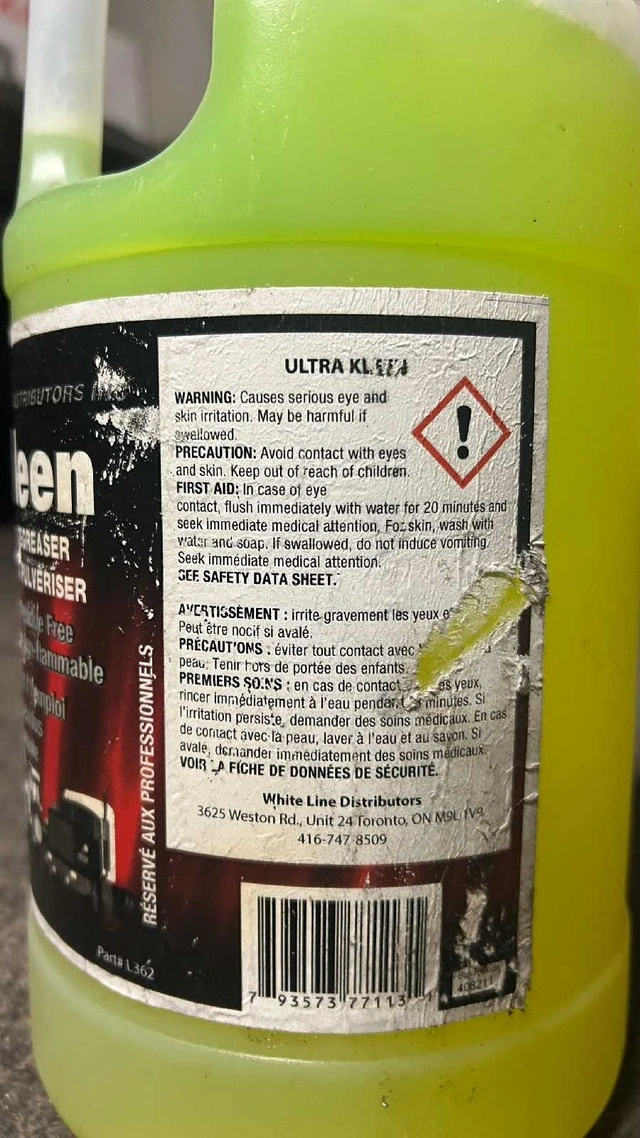 ULTRA
WARNING: Causes serious eye and
skin irritation. May be harmful if
swallowed.
PRECAUTION: Avoid contact with eyes
and skin. Keep out of reach of children.
FIRST AID: In case of eye
contact, flush immediately with water for 20 minutes and
seek immediate medical attention. For skin, wash with
water and soap. If swallowed, do not induce vomiting.
Seek immediate medical attention.
SEE SAFETY DATA SHEET.
AVERTISSEMENT : irrite gravement les yeux
Peut être nocif si avalé.
PRÉCAUTIONS : éviter tout contact avec
peau. Tenir hors de portée des enfants.
PREMIERS SOINS : en cas de contact yeux,
rincer immédiatement à l'eau pendant minutes. Si
l'irritation persiste, demander des soins médicaux. En cas
de contact avec la peau, laver à l'eau et au savon. Si
avalé, demander immédiatement des soins médicaux.
VOIR LA FICHE DE DONNÉES DE SÉCURITÉ.
White Line Distributors
3625 Weston Rd., Unit 24 Toronto, ON M9L 1V9
416-747-8509
RÉSERVÉ AUX PROFESSIONNELS
leen
Free
Part# L362
7 93573 77113 1